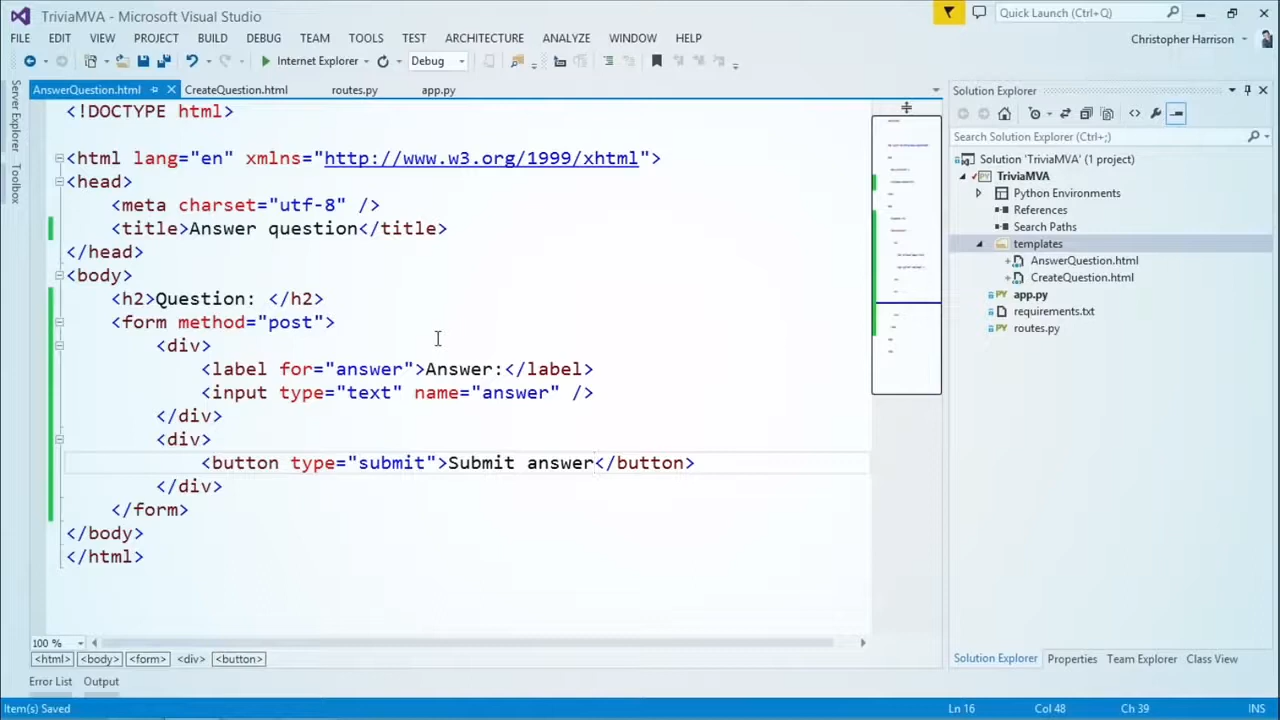 TriviaMVA - Microsoft Visual Studio
Quick Launch (Ctrl+Q)
FILE EDIT VIEW PROJECT BUILD DEBUG TEAM TOOLS TEST ARCHITECTURE ANALYZE WINDOW HELP
Christopher Harrison
Internet Explorer
Debug
AnswerQuestion.html CreateQuestion.html routes.py app.py
Server Explorer
Toolbox
<!DOCTYPE html>
<html lang="en" xmlns="http://www.w3.org/1999/xhtml">
<head>
<meta charset="utf-8" />
<title>Answer question</title>
</head>
<body>
<h2>Question: </h2>
<form method="post">
<div>
<label for="answer">Answer:</label>
<input type="text" name="answer" />
</div>
<div>
<button type="submit">Submit answer</button>
</div>
</form>
</body>
</html>
100 %
<html> <body> <form> <div> <button>
Error List Output
Solution Explorer
Search Solution Explorer (Ctrl+;)
Solution 'TriviaMVA' (1 project)
TriviaMVA
Python Environments
References
Search Paths
templates
AnswerQuestion.html
CreateQuestion.html
app.py
requirements.txt
routes.py
Solution Explorer Properties Team Explorer Class View
Item(s) Saved
Ln 16 Col 48 Ch 39 INS